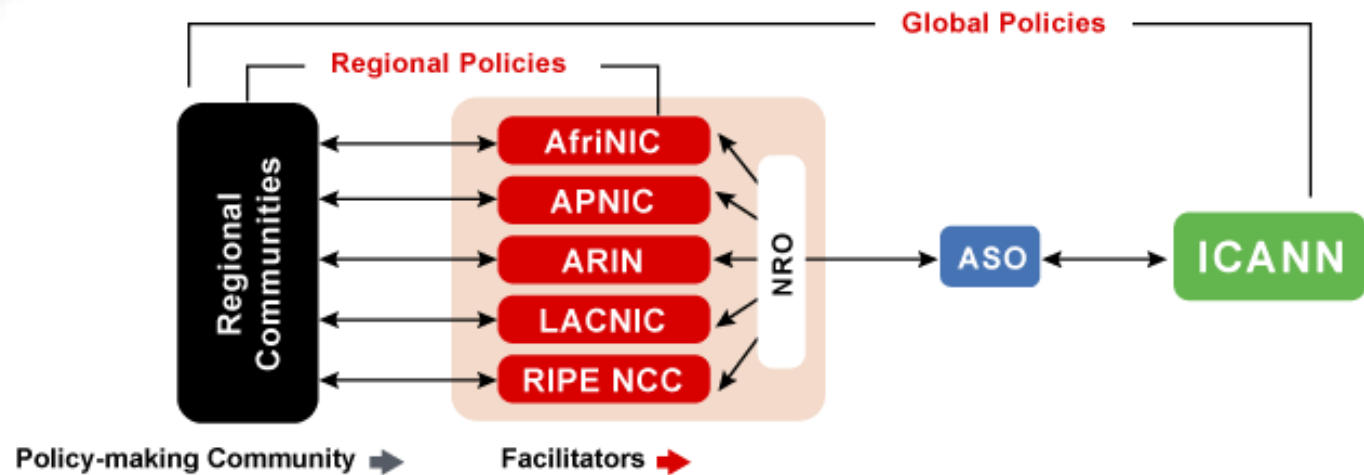 Global Policies
Regional Policies
Regional
Communities
AfriNIC
APNIC
ARIN
LACNIC
RIPE NCC
NRO
ASO
ICANN
Policy-making Community
Facilitators